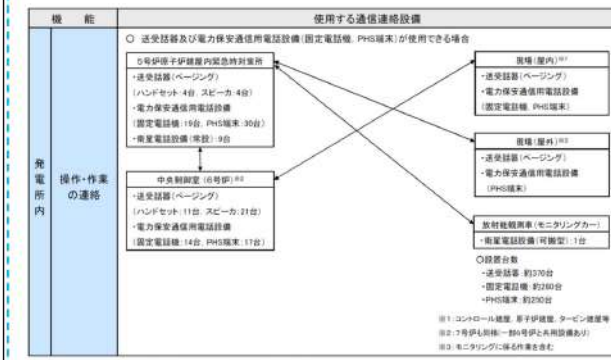 機　能
使用する通信連絡設備
発電所内
操作・作業の連絡
○ 送受話器及び電力保安通信用電話設備(固定電話機、PHS端末)が使用できる場合
5号炉原子炉建屋内緊急時対策所
・送受話器(ページング)
(ハンドセット:4台、スピーカ:4台)
・電力保安通信用電話設備
(固定電話機:19台、PHS端末:30台)
・衛星電話設備(常設):9台
中央制御室(6号炉)※2
・送受話器(ページング)
(ハンドセット:11台、スピーカ:21台)
・電力保安通信用電話設備
(固定電話機:14台、PHS端末:17台)
現場(屋内)※1
・送受話器(ページング)
・電力保安通信用電話設備
(固定電話機、PHS端末)
現場(屋外)※3
・送受話器(ページング)
・電力保安通信用電話設備
(PHS端末)
放射能観測車(モニタリングカー)
・衛星電話設備(可搬型):1台
○設置台数
・送受話器:約370台
・固定電話機:約260台
・PHS端末:約250台
※1:コントロール建屋、原子炉建屋、タービン建屋等
※2:7号炉も同様(一部6号炉と共用設備あり)
※3:モニタリングに係る作業を含む